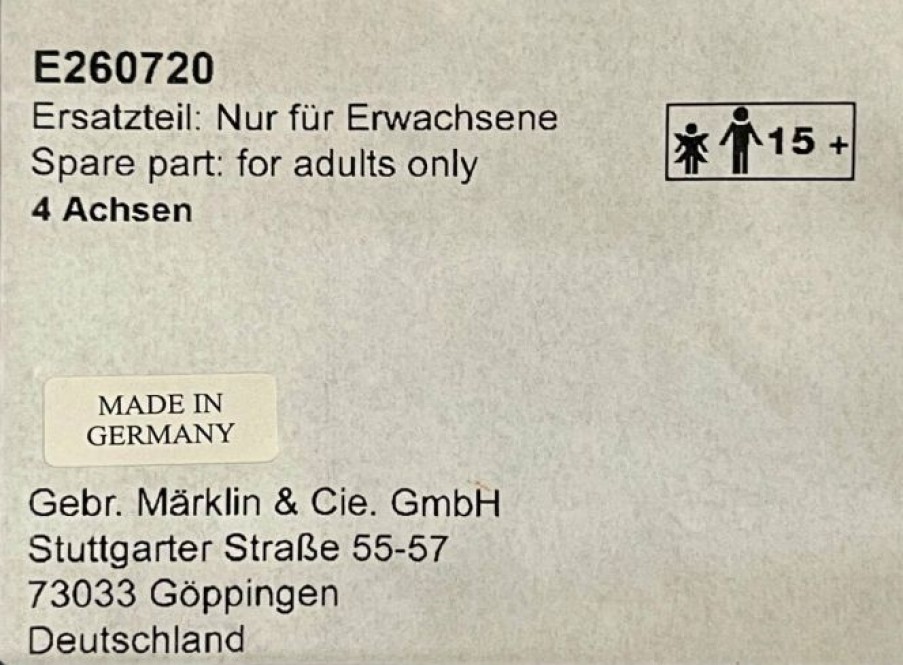 E260720
Ersatzteil: Nur für Erwachsene
Spare part: for adults only
15 +
4 Achsen
MADE IN
GERMANY
Gebr. Märklin & Cie. GmbH
Stuttgarter Straße 55-57
73033 Göppingen
Deutschland